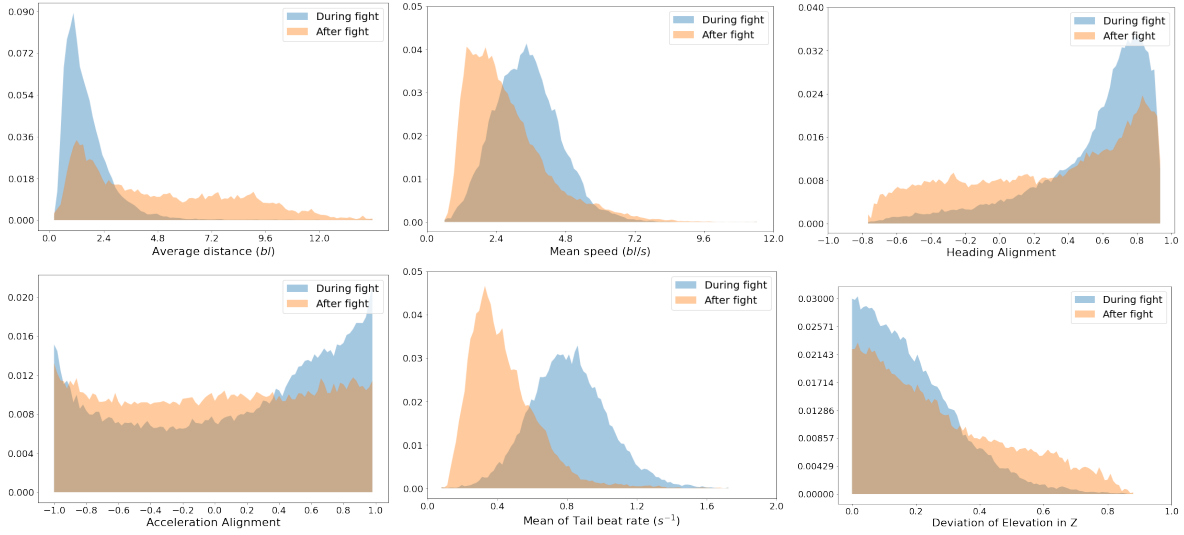 0.090
0.072
0.054
0.036
0.018
0.000
0.0 2.4 4.8 7.2 9.6 12.0
Average distance (bl)
During fight
After fight
0.05
0.04
0.03
0.02
0.01
0.00
0.0 2.4 4.8 7.2 9.6 12.0
Mean speed (bl/s)
During fight
After fight
0.040
0.032
0.024
0.016
0.008
0.000
−1.0 −0.8 −0.6 −0.4 −0.2 0.0 0.2 0.4 0.6 0.8 1.0
Heading Alignment
During fight
After fight
0.020
0.016
0.012
0.008
0.004
0.000
−1.0 −0.8 −0.6 −0.4 −0.2 0.0 0.2 0.4 0.6 0.8 1.0
Acceleration Alignment
During fight
After fight
0.05
0.04
0.03
0.02
0.01
0.00
0.0 0.4 0.8 1.2 1.6 2.0
Mean of Tail beat rate (s⁻¹)
During fight
After fight
0.03000
0.02571
0.02143
0.01714
0.01286
0.00857
0.00429
0.00000
0.0 0.2 0.4 0.6 0.8 1.0
Deviation of Elevation in Z
During fight
After fight